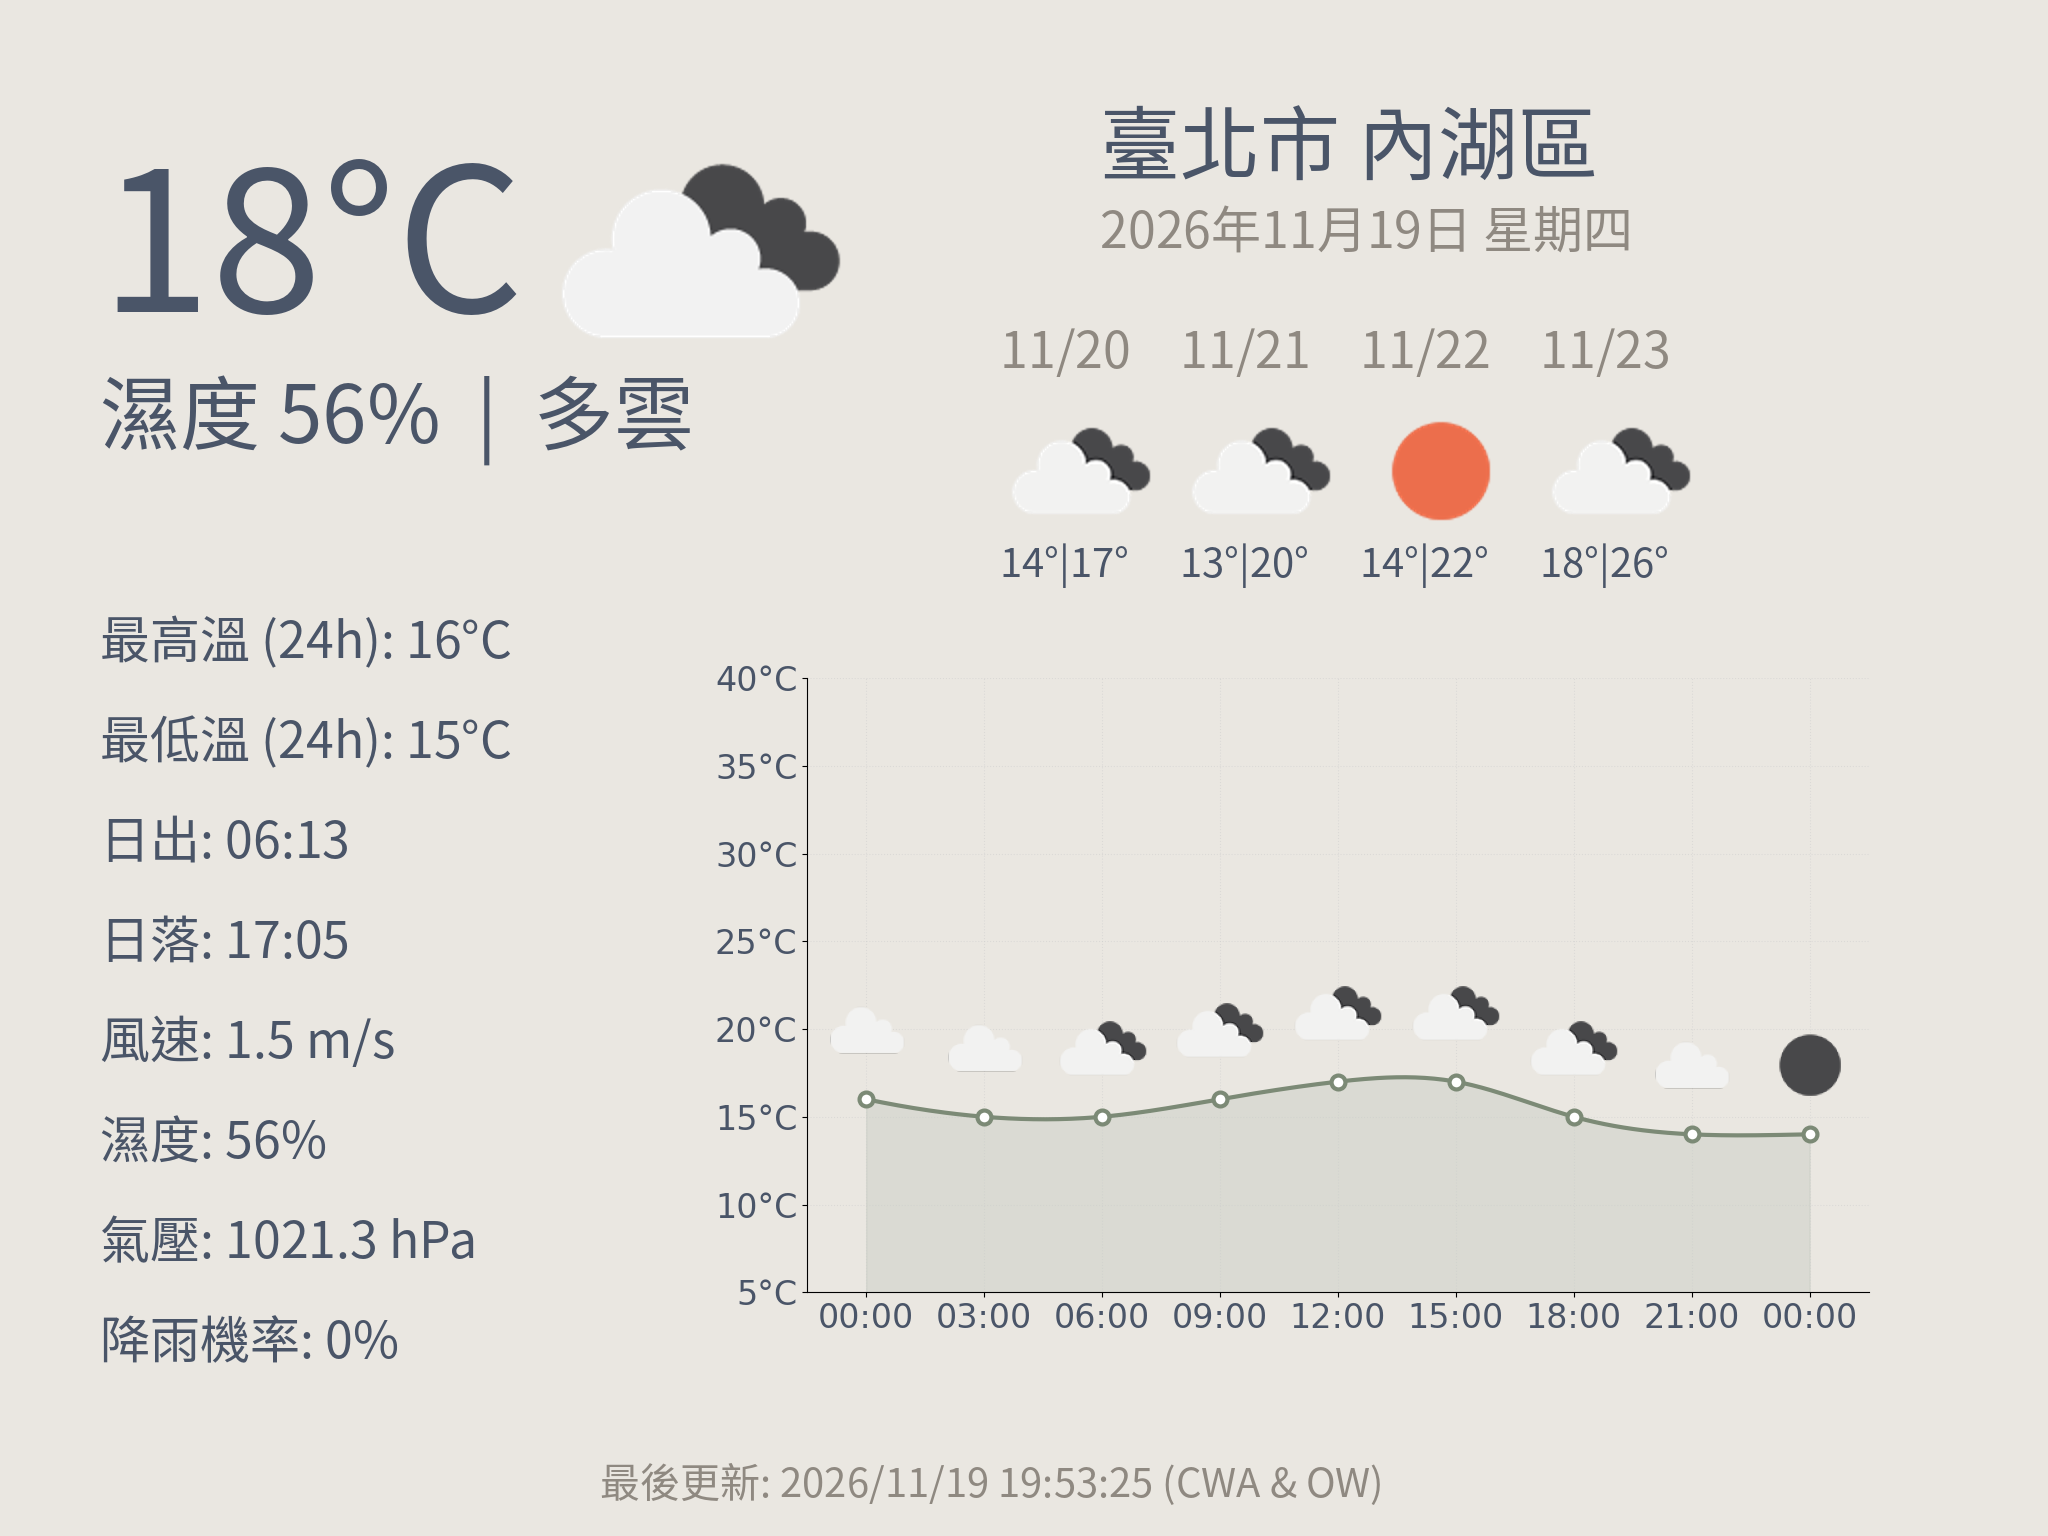 18°C
濕度 56% | 多雲
臺北市 內湖區
2026年11月19日 星期四
11/20 11/21 11/22 11/23
14°|17° 13°|20° 14°|22° 18°|26°
最高溫 (24h): 16°C
最低溫 (24h): 15°C
日出: 06:13
日落: 17:05
風速: 1.5 m/s
濕度: 56%
氣壓: 1021.3 hPa
降雨機率: 0%
40°C
35°C
30°C
25°C
20°C
15°C
10°C
5°C
00:00 03:00 06:00 09:00 12:00 15:00 18:00 21:00 00:00
最後更新: 2026/11/19 19:53:25 (CWA & OW)